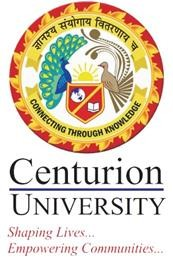 ज्ञानस्य संयोगाय वितरणाय च
CONNECTING THROUGH KNOWLEDGE
Centurion
UNIVERSITY
Shaping Lives...
Empowering Communities...